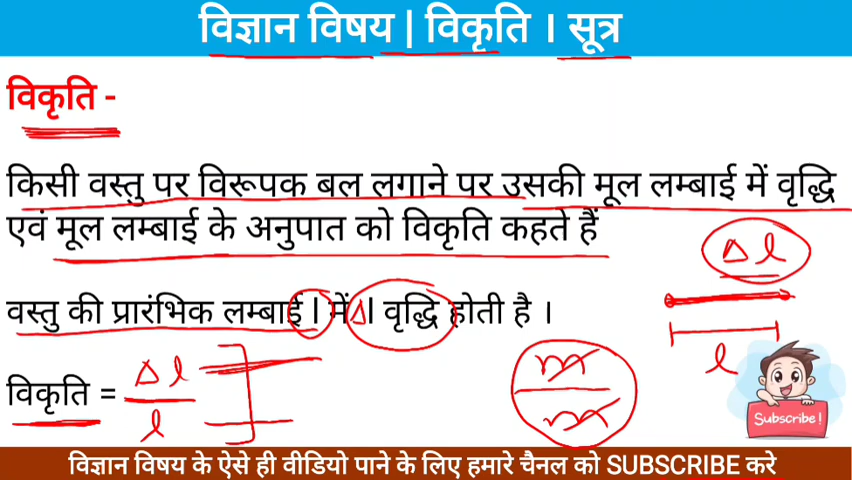 विज्ञान विषय | विकृति । सूत्र
विकृति -
किसी वस्तु पर विरूपक बल लगाने पर उसकी मूल लम्बाई में वृद्धि
एवं मूल लम्बाई के अनुपात को विकृति कहते हैं
Δ l
वस्तु की प्रारंभिक लम्बाई l में Δl वृद्धि होती है ।
l
विकृति = Δl / l
m / m
Subscribe!
विज्ञान विषय के ऐसे ही वीडियो पाने के लिए हमारे चैनल को SUBSCRIBE करे